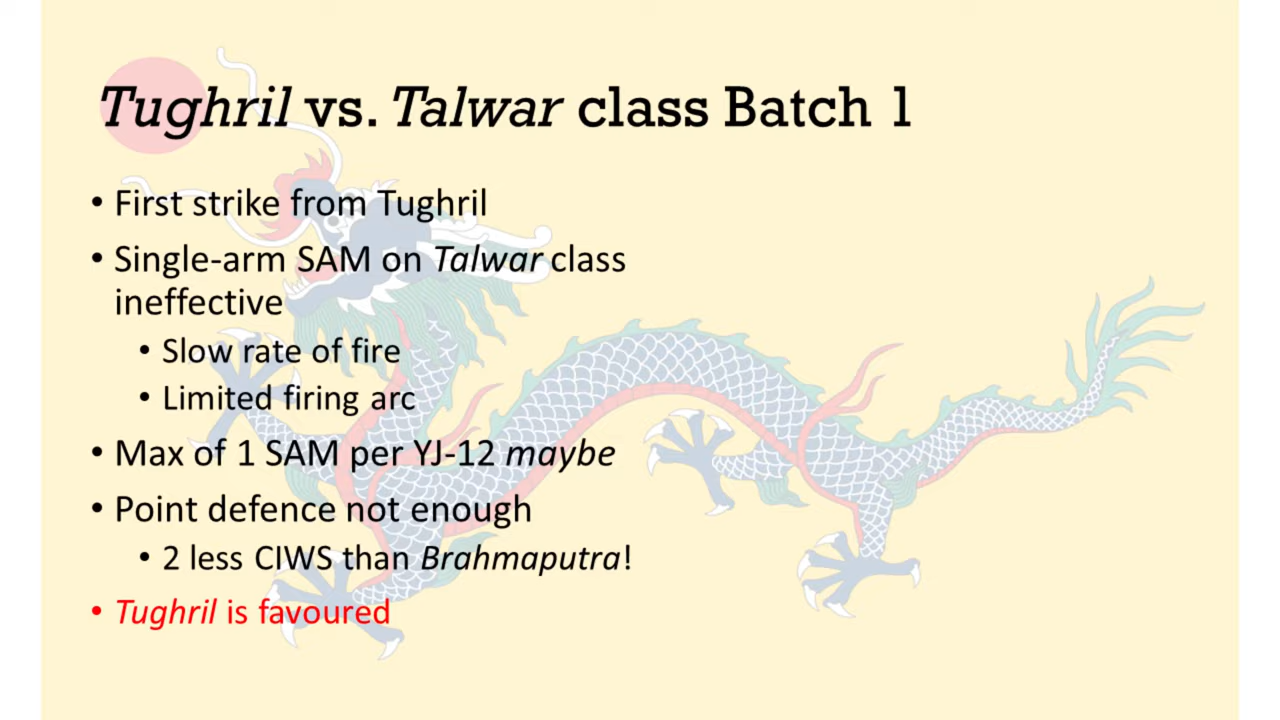 Tughril vs. Talwar class Batch 1
• First strike from Tughril
• Single-arm SAM on Talwar class
ineffective
• Slow rate of fire
• Limited firing arc
• Max of 1 SAM per YJ-12 maybe
• Point defence not enough
• 2 less CIWS than Brahmaputra!
• Tughril is favoured